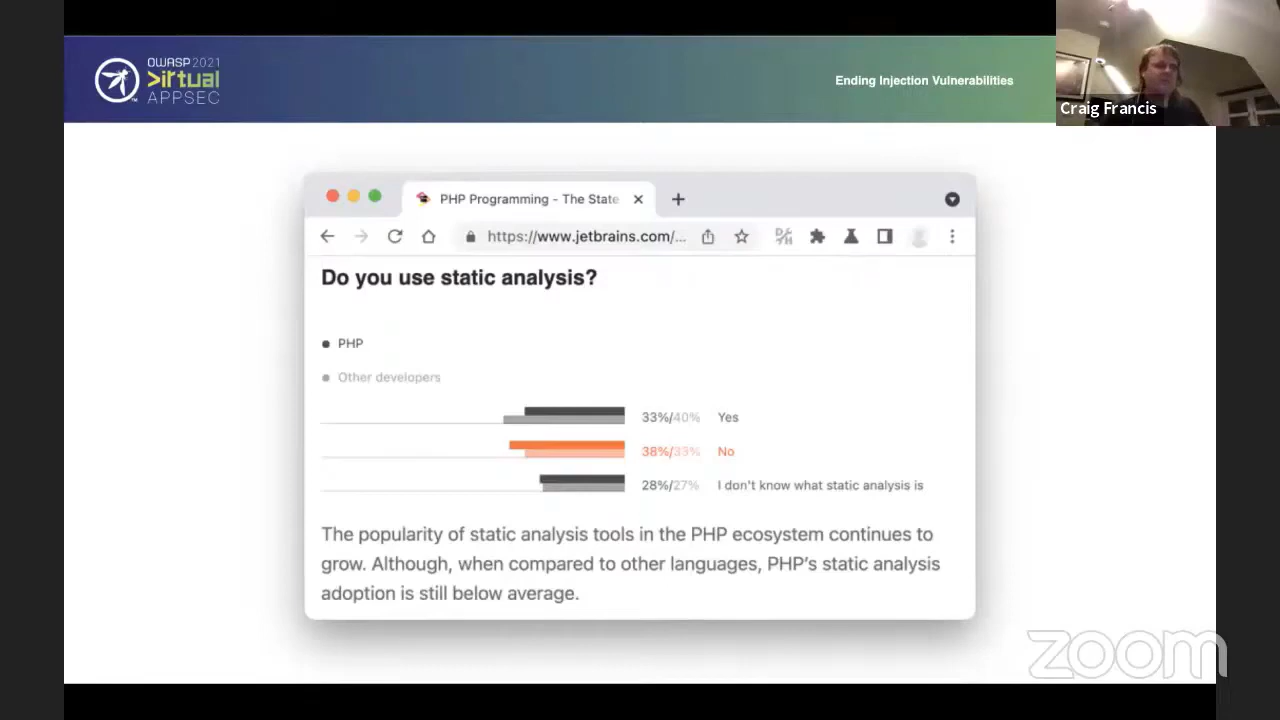 OWASP 2021
>irtual
APPSEC
Ending Injection Vulnerabilities
Craig Francis
PHP Programming - The State
https://www.jetbrains.com/...
Do you use static analysis?
PHP
Other developers
33%/40% Yes
38%/33% No
28%/27% I don't know what static analysis is
The popularity of static analysis tools in the PHP ecosystem continues to
grow. Although, when compared to other languages, PHP's static analysis
adoption is still below average.
zoom